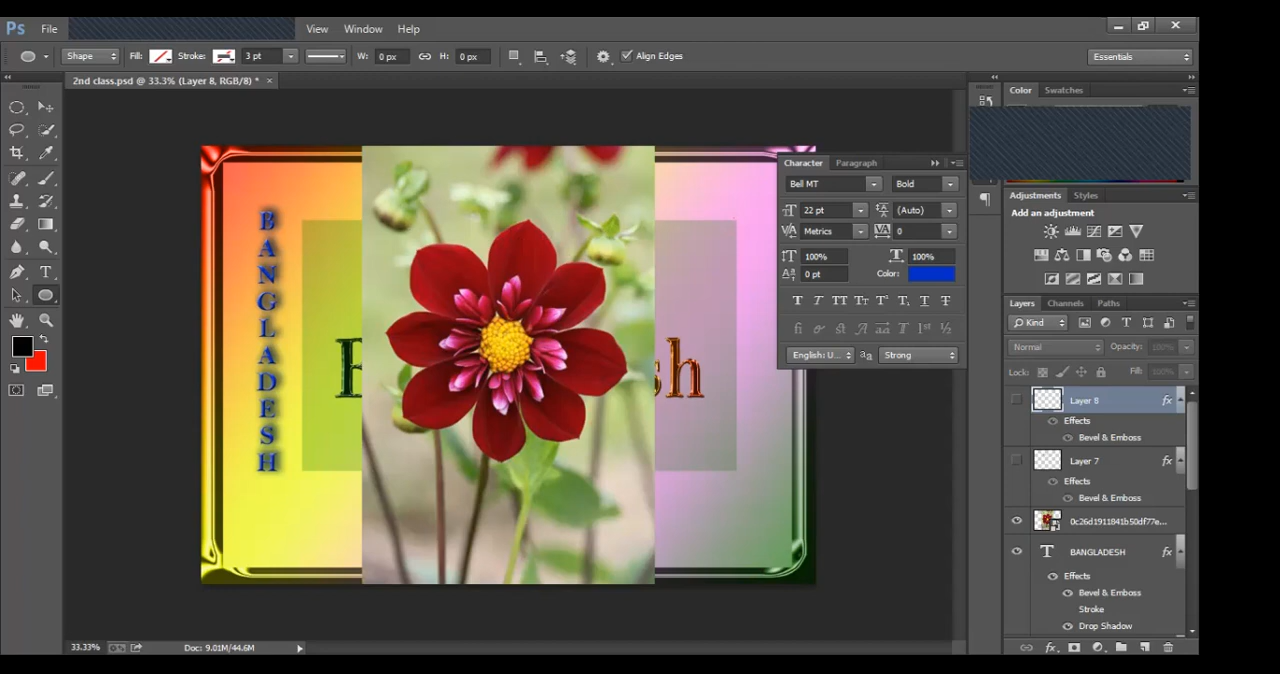 Ps File View Window Help
Shape Fill: Stroke: 3 pt W: 0 px H: 0 px Align Edges Essentials
2nd class.psd @ 33.3% (Layer 8, RGB/8) * ×
Color Swatches
Character Paragraph
Bell MT Bold
22 pt (Auto)
Metrics 0
100% 100%
0 pt Color:
English: U... aa Strong
Adjustments Styles
Add an adjustment
Layers Channels Paths
Kind
Normal Opacity: 100%
Lock: Fill: 100%
Layer 8 fx
Effects
Bevel & Emboss
Layer 7 fx
Effects
Bevel & Emboss
0c26d1911841b50df77e...
T BANGLADESH fx
Effects
Bevel & Emboss
Stroke
Drop Shadow
B
A
N
G
L
A
D
E
S
H
sh
33.33% Doc: 9.01M/44.6M